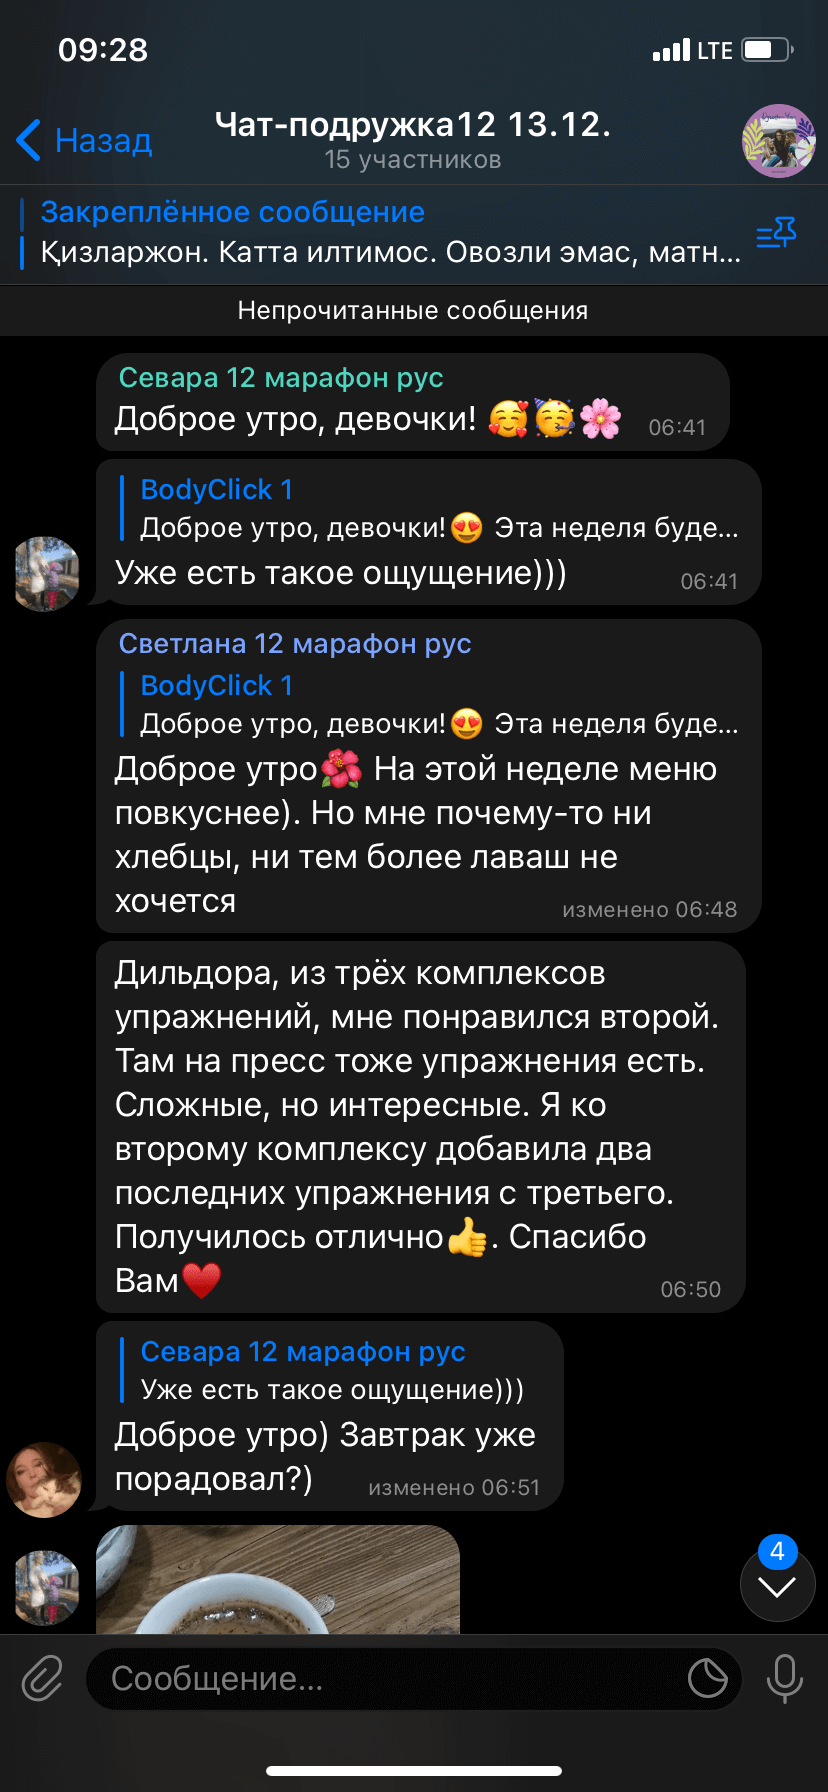 09:28
LTE
Назад
Чат-подружка12 13.12.
15 участников
Закреплённое сообщение
Қизларжон. Катта илтимос. Овозли эмас, матн...
Непрочитанные сообщения
Севара 12 марафон рус
Доброе утро, девочки! 🥰🥳🌸 06:41
BodyClick 1
Доброе утро, девочки!😍 Эта неделя буде...
Уже есть такое ощущение))) 06:41
Светлана 12 марафон рус
BodyClick 1
Доброе утро, девочки!😍 Эта неделя буде...
Доброе утро🌺 На этой неделе меню
повкуснее). Но мне почему-то ни
хлебцы, ни тем более лаваш не
хочется изменено 06:48
Дильдора, из трёх комплексов
упражнений, мне понравился второй.
Там на пресс тоже упражнения есть.
Сложные, но интересные. Я ко
второму комплексу добавила два
последних упражнения с третьего.
Получилось отлично👍. Спасибо
Вам♥️ 06:50
Севара 12 марафон рус
Уже есть такое ощущение)))
Доброе утро) Завтрак уже
порадовал?) изменено 06:51
4
Сообщение...